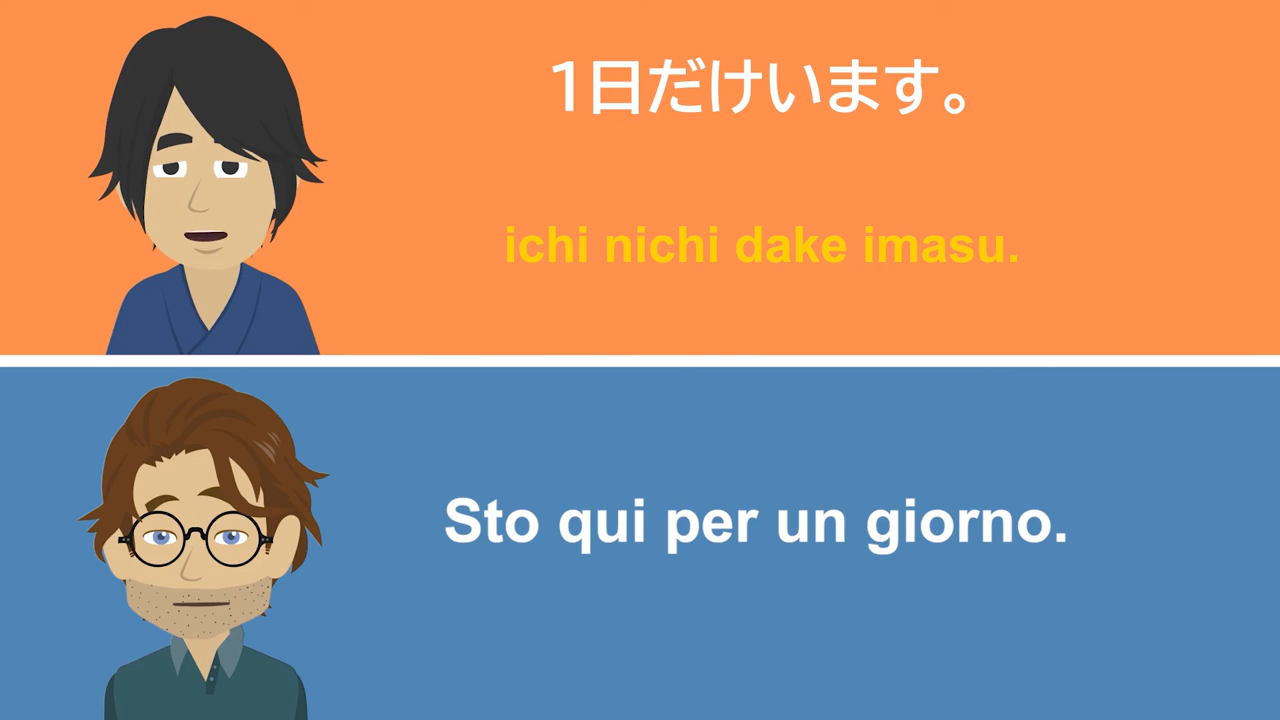 1日だけいます。
ichi nichi dake imasu.
Sto qui per un giorno.